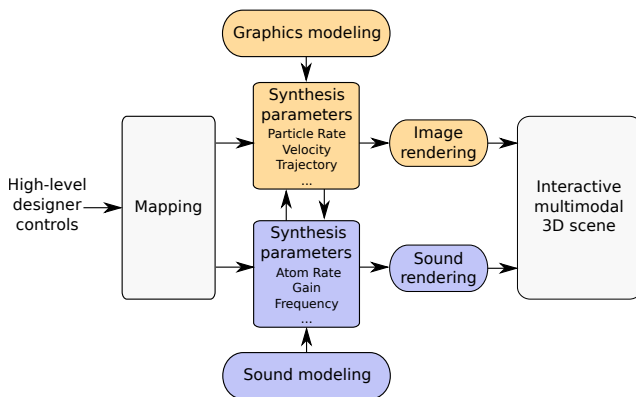 Graphics modeling
Synthesis
parameters
Particle Rate
Velocity
Trajectory
...
Image
rendering
High-level
designer
controls
Mapping
Interactive
multimodal
3D scene
Synthesis
parameters
Atom Rate
Gain
Frequency
...
Sound
rendering
Sound modeling